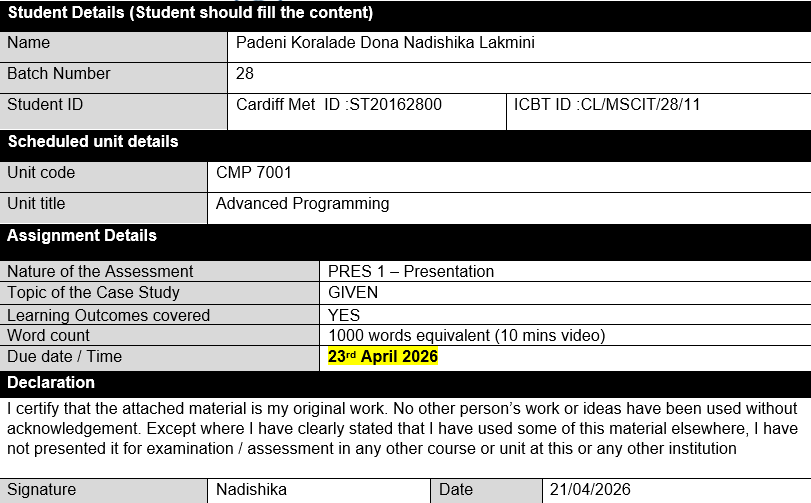 Student Details (Student should fill the content)
Name Padeni Koralade Dona Nadishika Lakmini
Batch Number 28
Student ID Cardiff Met  ID :ST20162800 ICBT ID :CL/MSCIT/28/11
Scheduled unit details
Unit code CMP 7001
Unit title Advanced Programming
Assignment Details
Nature of the Assessment PRES 1 – Presentation
Topic of the Case Study GIVEN
Learning Outcomes covered YES
Word count 1000 words equivalent (10 mins video)
Due date / Time 23rd April 2026
Declaration
I certify that the attached material is my original work. No other person’s work or ideas have been used without
acknowledgement. Except where I have clearly stated that I have used some of this material elsewhere, I have
not presented it for examination / assessment in any other course or unit at this or any other institution
Signature Nadishika Date 21/04/2026